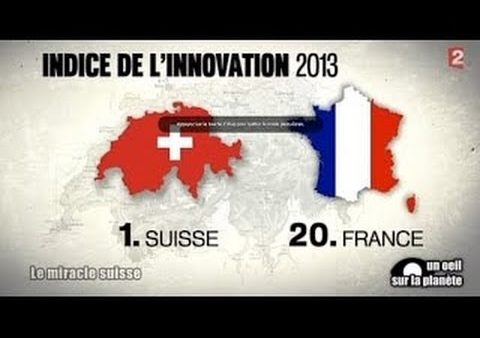 INDICE DE L'INNOVATION 2013
2
1. SUISSE
20. FRANCE
Le miracle suisse
un oeil
sur la planète